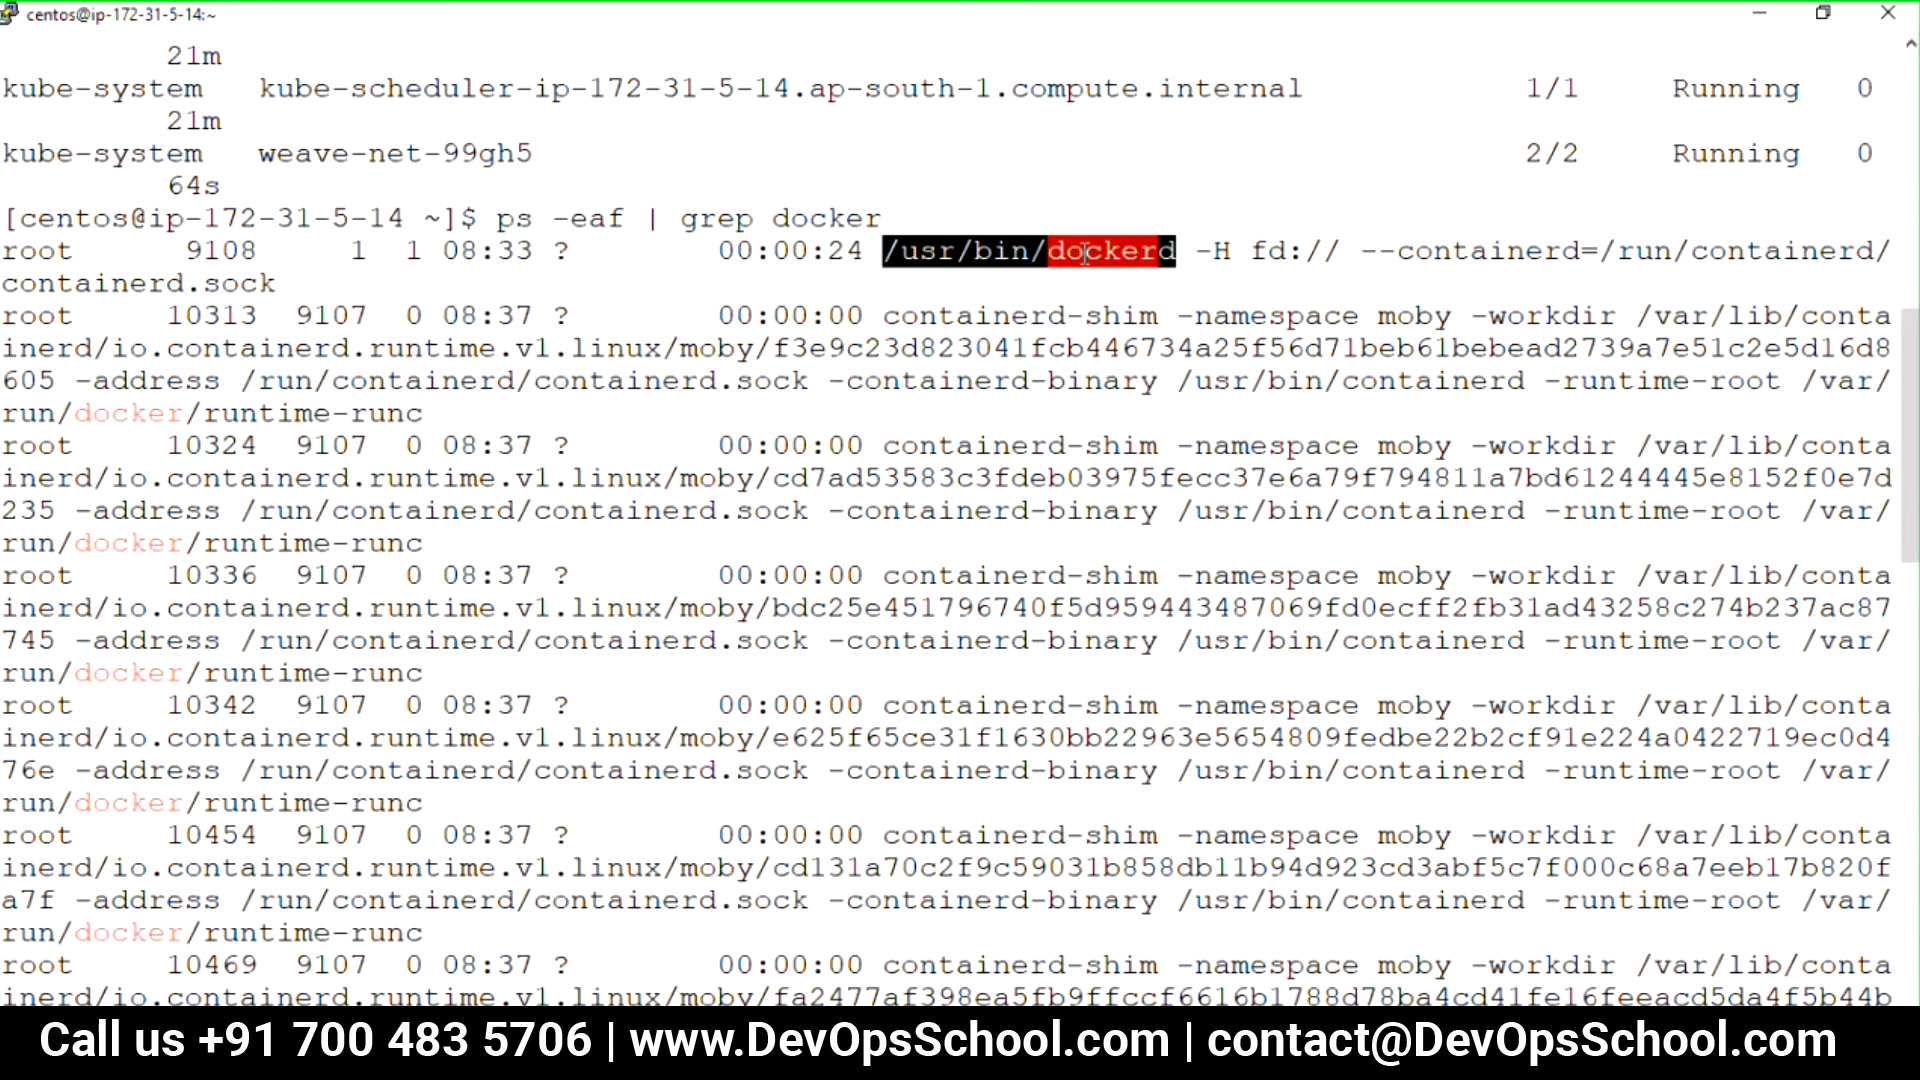 centos@ip-172-31-5-14:~
21m
kube-system kube-scheduler-ip-172-31-5-14.ap-south-1.compute.internal 1/1 Running 0
21m
kube-system weave-net-99gh5 2/2 Running 0
64s
[centos@ip-172-31-5-14 ~]$ ps -eaf | grep docker
root 9108 1 1 08:33 ? 00:00:24 /usr/bin/dockerd -H fd:// --containerd=/run/containerd/
containerd.sock
root 10313 9107 0 08:37 ? 00:00:00 containerd-shim -namespace moby -workdir /var/lib/conta
inerd/io.containerd.runtime.v1.linux/moby/f3e9c23d823041fcb446734a25f56d71beb61bebead2739a7e51c2e5d16d8
605 -address /run/containerd/containerd.sock -containerd-binary /usr/bin/containerd -runtime-root /var/
run/docker/runtime-runc
root 10324 9107 0 08:37 ? 00:00:00 containerd-shim -namespace moby -workdir /var/lib/conta
inerd/io.containerd.runtime.v1.linux/moby/cd7ad53583c3fdeb03975fecc37e6a79f794811a7bd61244445e8152f0e7d
235 -address /run/containerd/containerd.sock -containerd-binary /usr/bin/containerd -runtime-root /var/
run/docker/runtime-runc
root 10336 9107 0 08:37 ? 00:00:00 containerd-shim -namespace moby -workdir /var/lib/conta
inerd/io.containerd.runtime.v1.linux/moby/bdc25e451796740f5d959443487069fd0ecff2fb31ad43258c274b237ac87
745 -address /run/containerd/containerd.sock -containerd-binary /usr/bin/containerd -runtime-root /var/
run/docker/runtime-runc
root 10342 9107 0 08:37 ? 00:00:00 containerd-shim -namespace moby -workdir /var/lib/conta
inerd/io.containerd.runtime.v1.linux/moby/e625f65ce31f1630bb22963e5654809fedbe22b2cf91e224a0422719ec0d4
76e -address /run/containerd/containerd.sock -containerd-binary /usr/bin/containerd -runtime-root /var/
run/docker/runtime-runc
root 10454 9107 0 08:37 ? 00:00:00 containerd-shim -namespace moby -workdir /var/lib/conta
inerd/io.containerd.runtime.v1.linux/moby/cd131a70c2f9c59031b858db11b94d923cd3abf5c7f000c68a7eeb17b820f
a7f -address /run/containerd/containerd.sock -containerd-binary /usr/bin/containerd -runtime-root /var/
run/docker/runtime-runc
root 10469 9107 0 08:37 ? 00:00:00 containerd-shim -namespace moby -workdir /var/lib/conta
inerd/io.containerd.runtime.v1.linux/moby/fa2477af398ea5fb9ffccf6616b1788d78ba4cd41fe16feeacd5da4f5b44b
Call us +91 700 483 5706 | www.DevOpsSchool.com | contact@DevOpsSchool.com